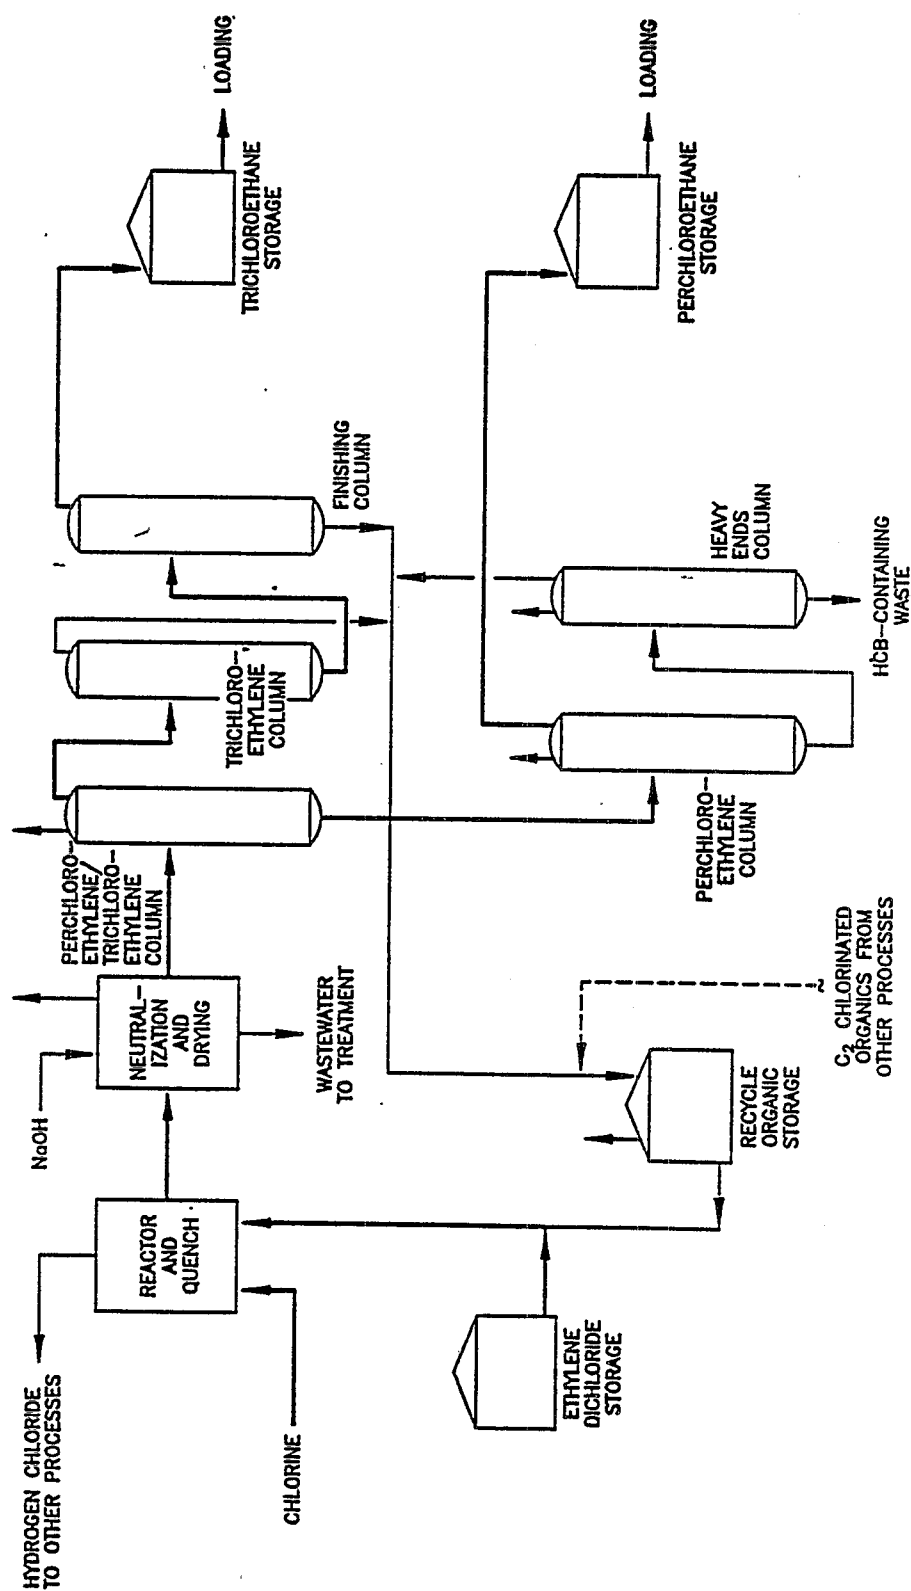 HYDROGEN CHLORIDE
TO OTHER PROCESSES
NaOH
REACTOR
AND
QUENCH
CHLORINE
NEUTRAL-
IZATION
AND
DRYING
WASTEWATER
TO TREATMENT
PERCHLORO-
ETHYLENE/
TRICHLORO-
ETHYLENE
COLUMN
TRICHLORO-
ETHYLENE
COLUMN
FINISHING
COLUMN
TRICHLOROETHANE
STORAGE
LOADING
ETHYLENE
DICHLORIDE
STORAGE
RECYCLE
ORGANIC
STORAGE
C₂ CHLORINATED
ORGANICS FROM
OTHER PROCESSES
PERCHLORO-
ETHYLENE
COLUMN
HEAVY
ENDS
COLUMN
HCB-CONTAINING
WASTE
PERCHLOROETHANE
STORAGE
LOADING